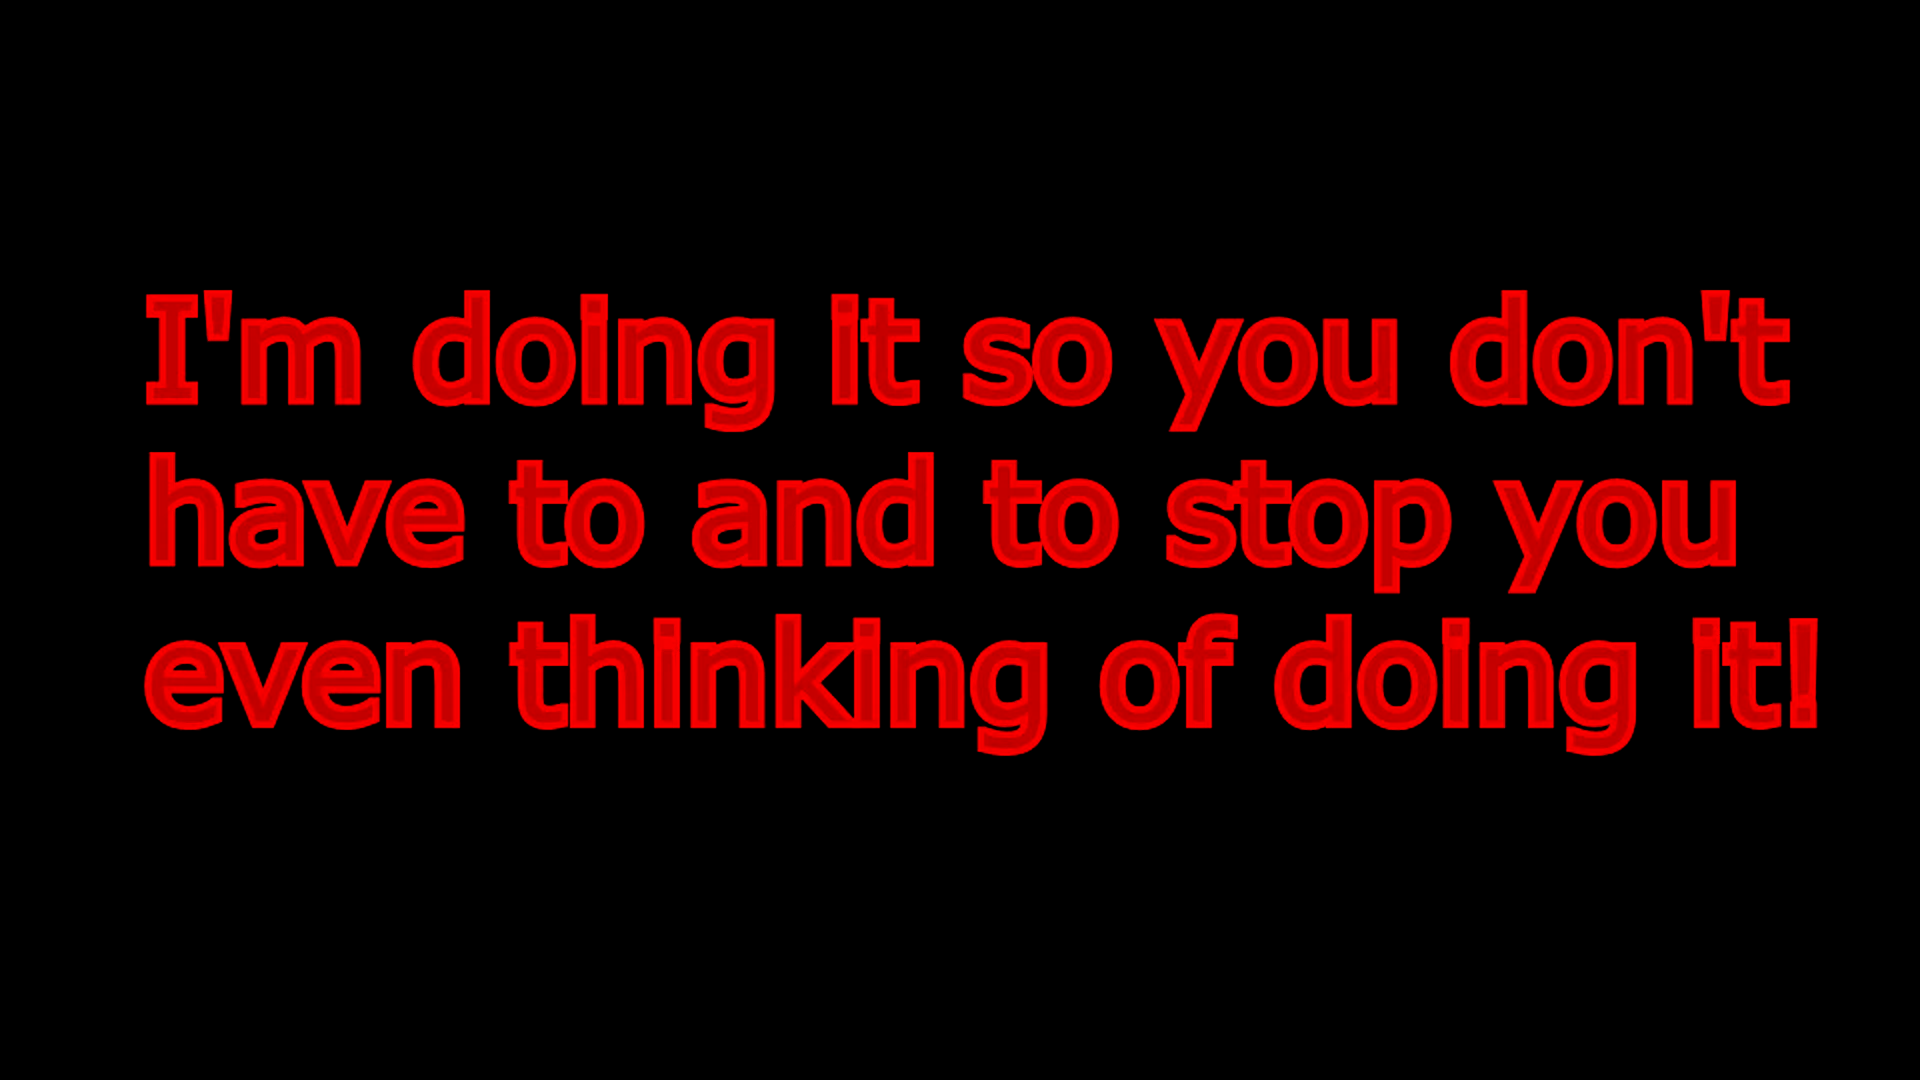 I'm doing it so you don't
have to and to stop you
even thinking of doing it!